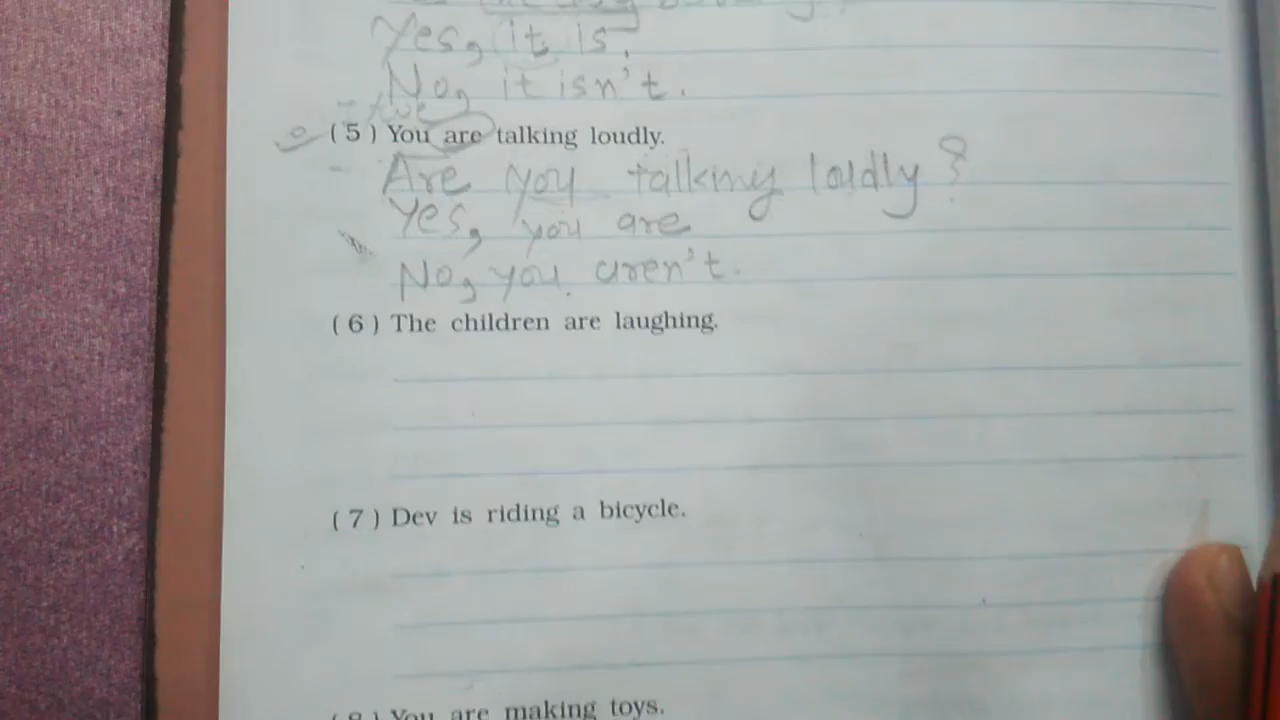 Yes, it is.
No, it isn't.
(5) You are talking loudly.
Are you talking loudly?
Yes, you are
No, you aren't.
(6) The children are laughing.
(7) Dev is riding a bicycle.
(8) You are making toys.